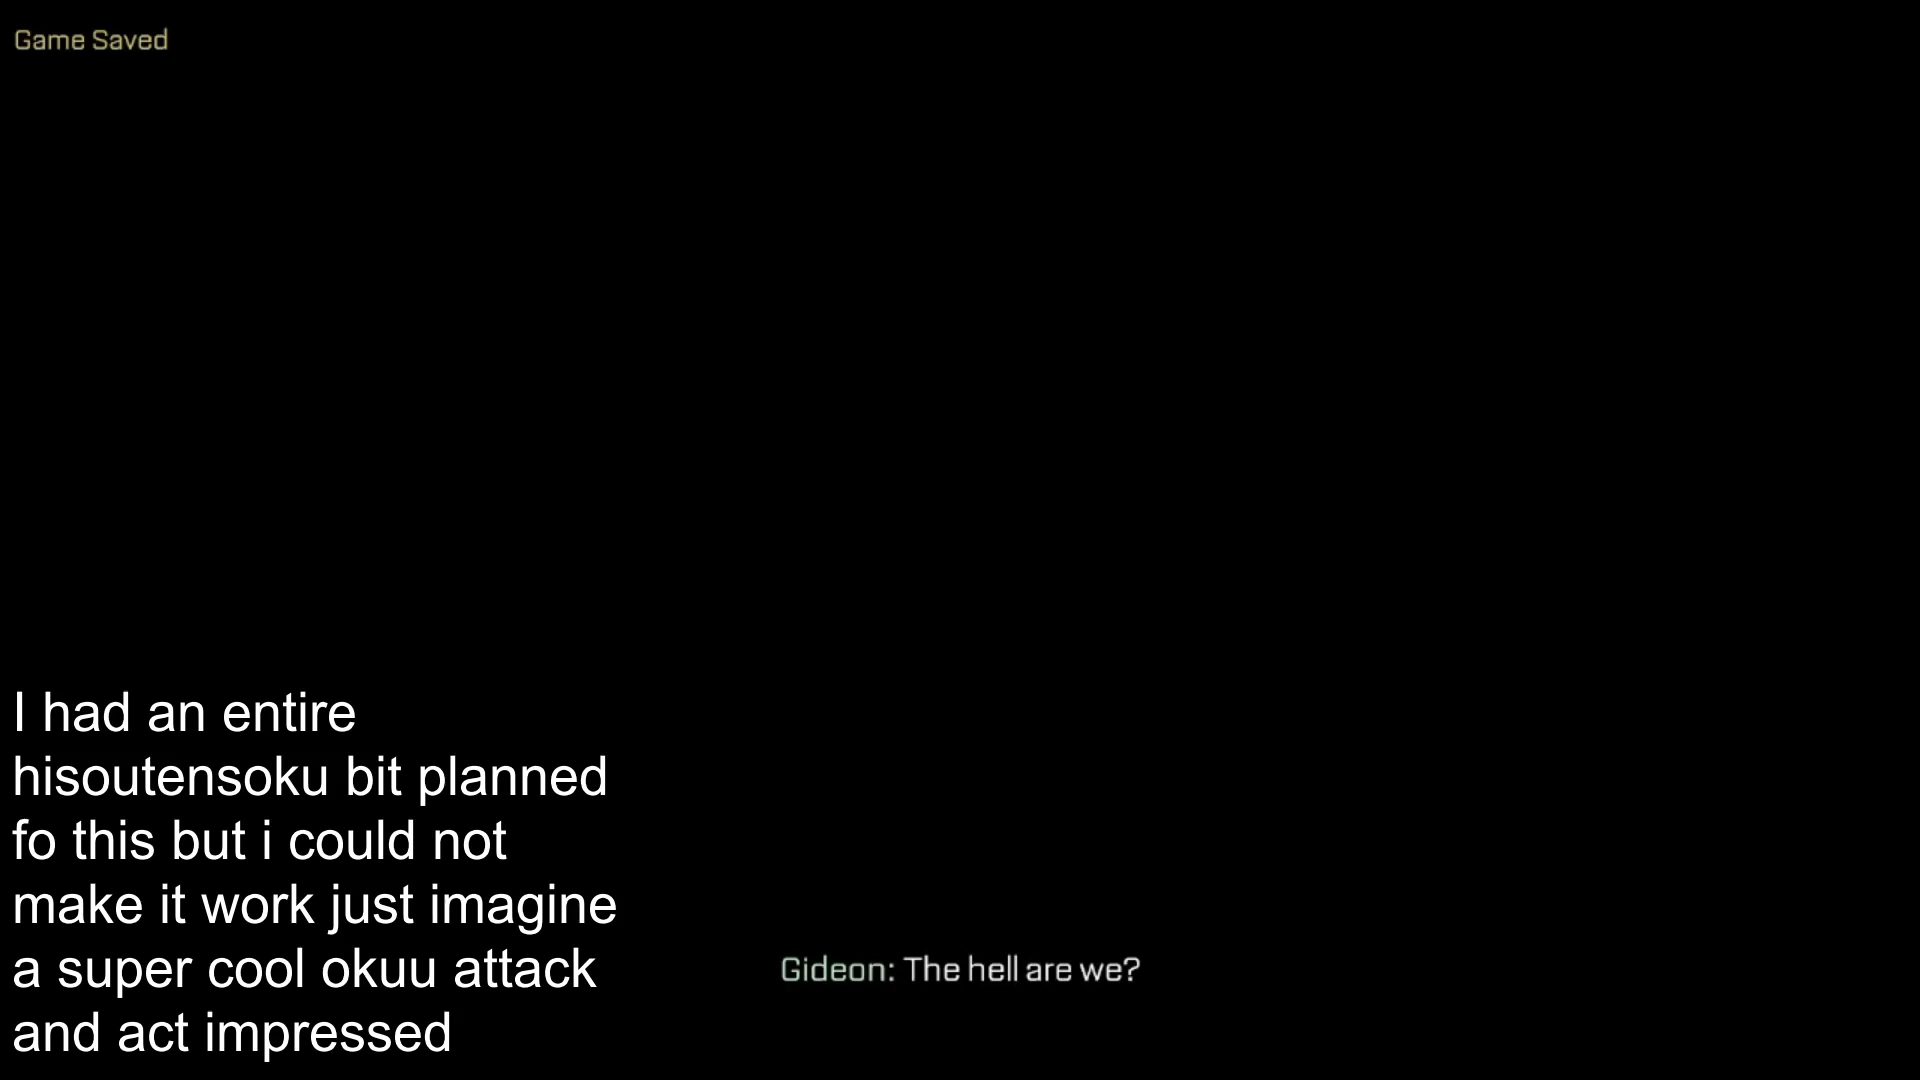 Game Saved
I had an entire
hisoutensoku bit planned
fo this but i could not
make it work just imagine
a super cool okuu attack
and act impressed
Gideon: The hell are we?